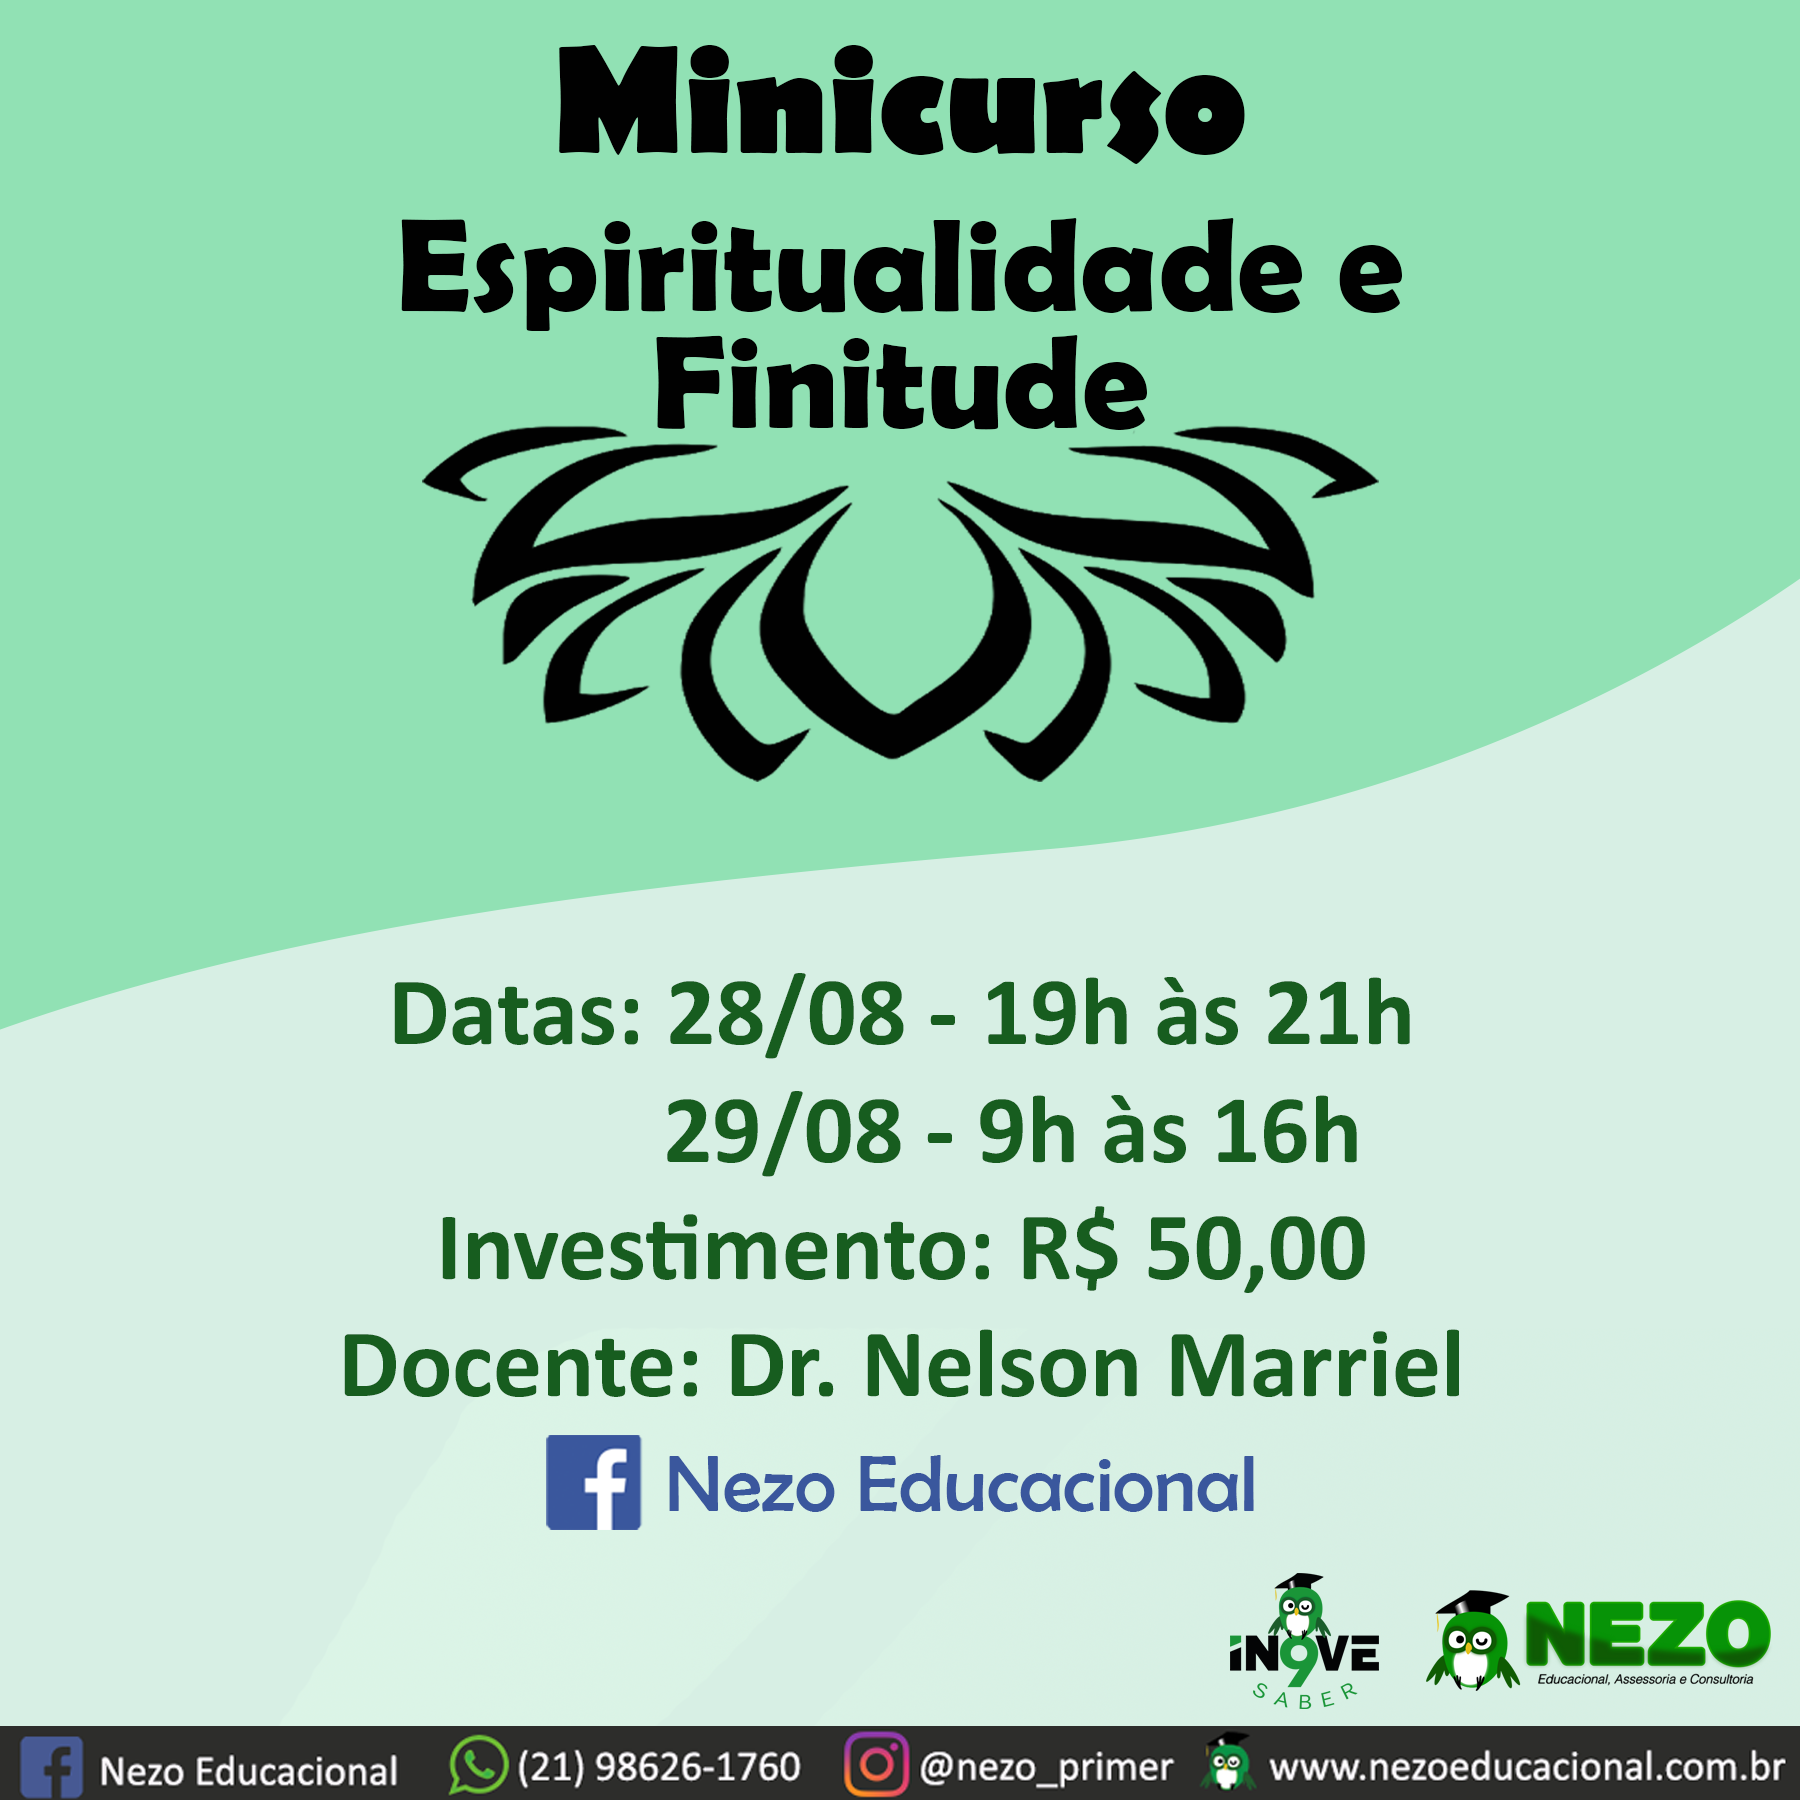 Minicurso
Espiritualidade e
Finitude
Datas: 28/08 - 19h às 21h
29/08 - 9h às 16h
Investimento: R$ 50,00
Docente: Dr. Nelson Marriel
Nezo Educacional
IN9VE
SABER
NEZO
Educacional, Assessoria e Consultoria
Nezo Educacional (21) 98626-1760 @nezo_primer www.nezoeducacional.com.br